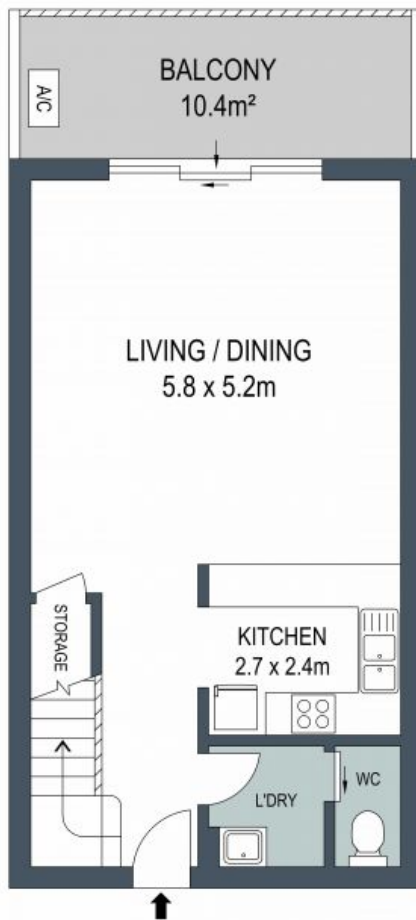 BALCONY
10.4m²
A/C
LIVING / DINING
5.8 x 5.2m
STORAGE
KITCHEN
2.7 x 2.4m
L'DRY
WC